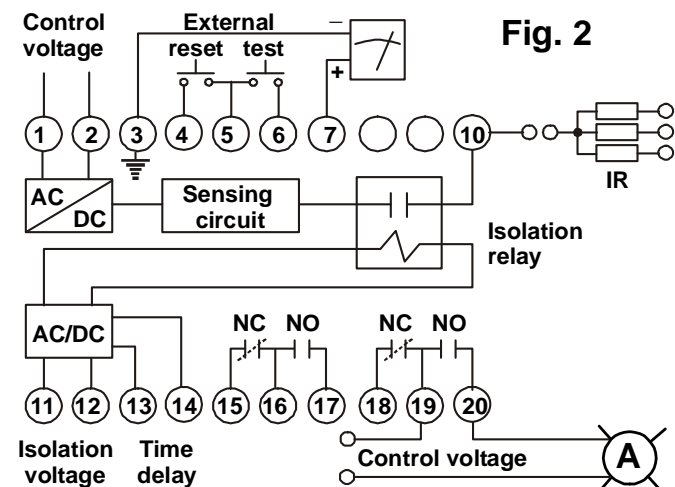 Control External − Fig. 2
voltage reset test
+
1 2 3 4 5 6 7 10
IR
AC
DC
Sensing
circuit
Isolation
relay
AC/DC
NC NO NC NO
11 12 13 14 15 16 17 18 19 20
Isolation Time Control voltage A
voltage delay